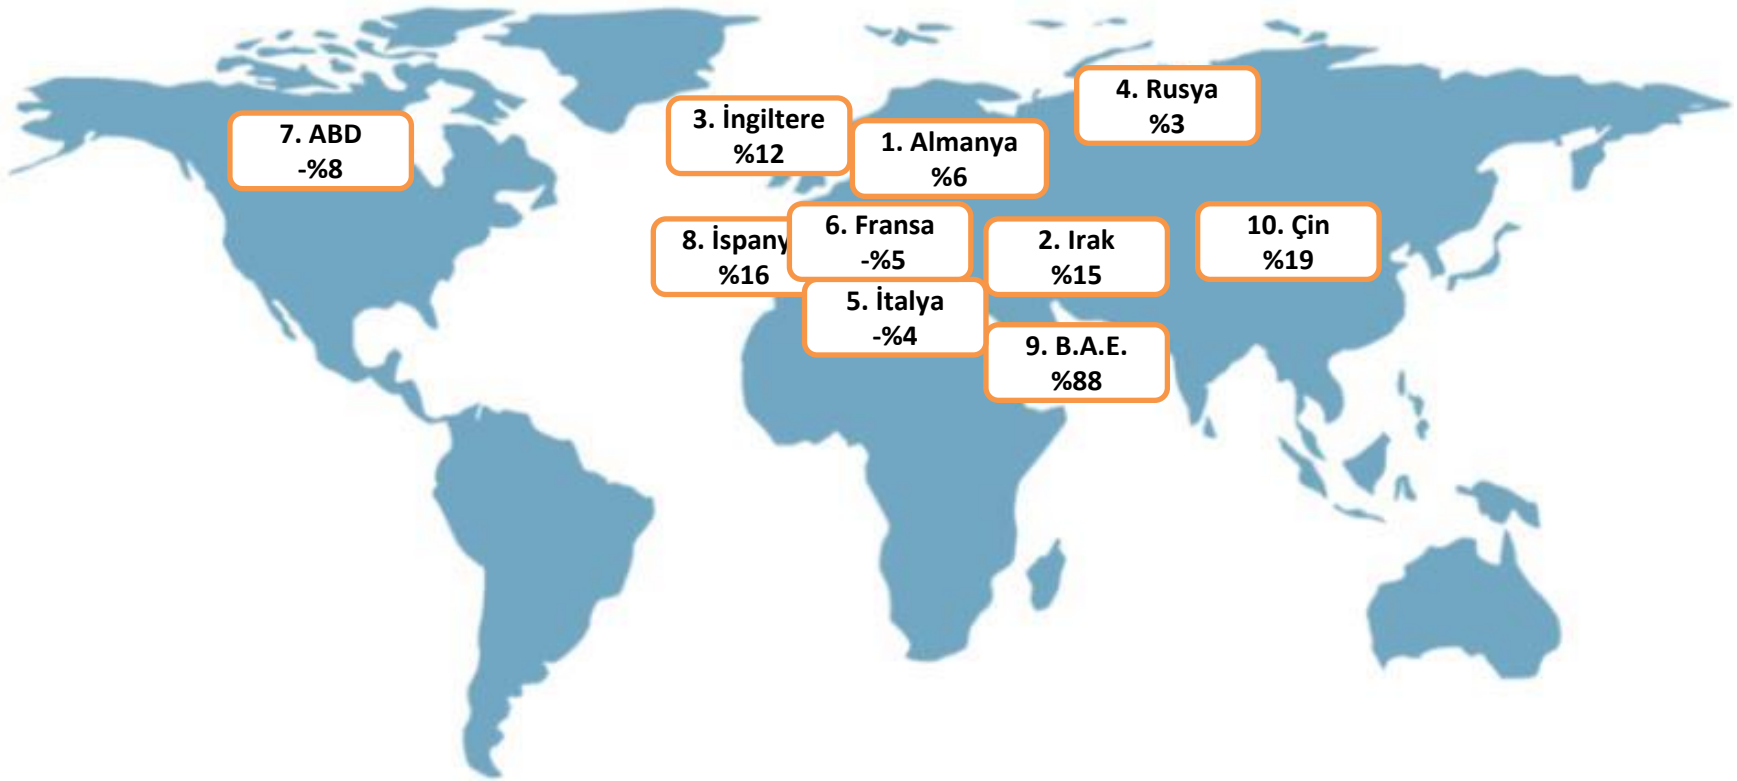 4. Rusya
%3
3. İngiltere
%12
7. ABD
-%8
1. Almanya
%6
8. İspany
%16
6. Fransa
-%5
2. Irak
%15
10. Çin
%19
5. İtalya
-%4
9. B.A.E.
%88